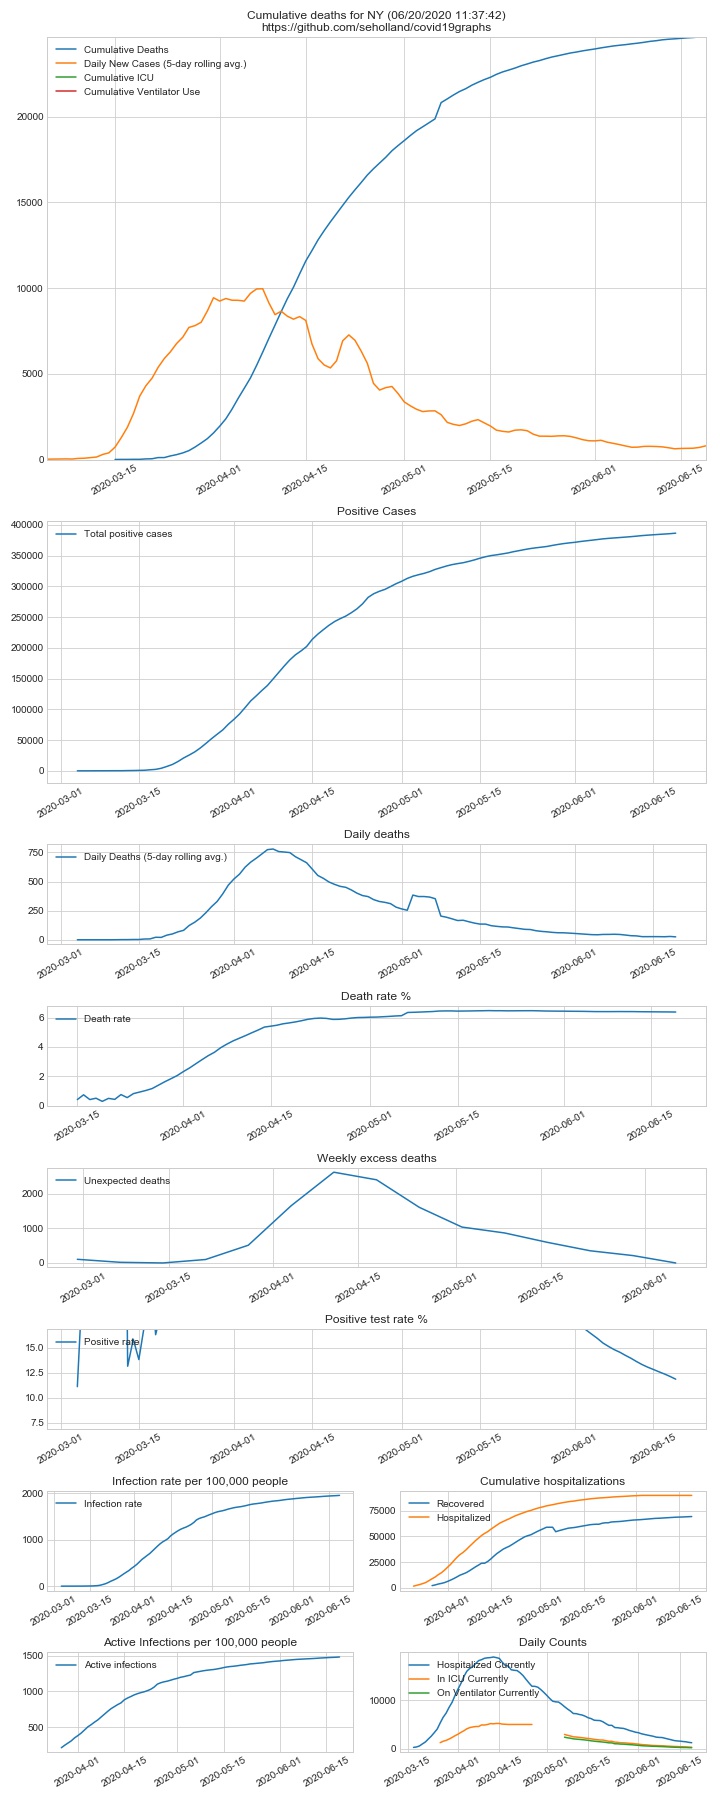 Cumulative deaths for NY (06/20/2020 11:37:42)
https://github.com/seholland/covid19graphs
Cumulative Deaths
Daily New Cases (5-day rolling avg.)
Cumulative ICU
Cumulative Ventilator Use
20000
15000
10000
5000
0
2020-03-15 2020-04-01 2020-04-15 2020-05-01 2020-05-15 2020-06-01 2020-06-15
Positive Cases
Total positive cases
400000
350000
300000
250000
200000
150000
100000
50000
0
2020-03-01 2020-03-15 2020-04-01 2020-04-15 2020-05-01 2020-05-15 2020-06-01 2020-06-15
Daily deaths
Daily Deaths (5-day rolling avg.)
750
500
250
0
2020-03-01 2020-03-15 2020-04-01 2020-04-15 2020-05-01 2020-05-15 2020-06-01 2020-06-15
Death rate %
Death rate
6
4
2
0
2020-03-15 2020-04-01 2020-04-15 2020-05-01 2020-05-15 2020-06-01 2020-06-15
Weekly excess deaths
Unexpected deaths
2000
1000
0
2020-03-01 2020-03-15 2020-04-01 2020-04-15 2020-05-01 2020-05-15 2020-06-01
Positive test rate %
Positive rate
15.0
12.5
10.0
7.5
2020-03-01 2020-03-15 2020-04-01 2020-04-15 2020-05-01 2020-05-15 2020-06-01 2020-06-15
Infection rate per 100,000 people
Infection rate
2000
1000
0
2020-03-01 2020-03-15 2020-04-01 2020-04-15 2020-05-01 2020-05-15 2020-06-01 2020-06-15
Cumulative hospitalizations
Recovered
Hospitalized
75000
50000
25000
0
2020-04-01 2020-04-15 2020-05-01 2020-05-15 2020-06-01 2020-06-15
Active Infections per 100,000 people
Active infections
1500
1000
500
2020-04-01 2020-04-15 2020-05-01 2020-05-15 2020-06-01 2020-06-15
Daily Counts
Hospitalized Currently
In ICU Currently
On Ventilator Currently
10000
0
2020-03-15 2020-04-01 2020-04-15 2020-05-01 2020-05-15 2020-06-01 2020-06-15